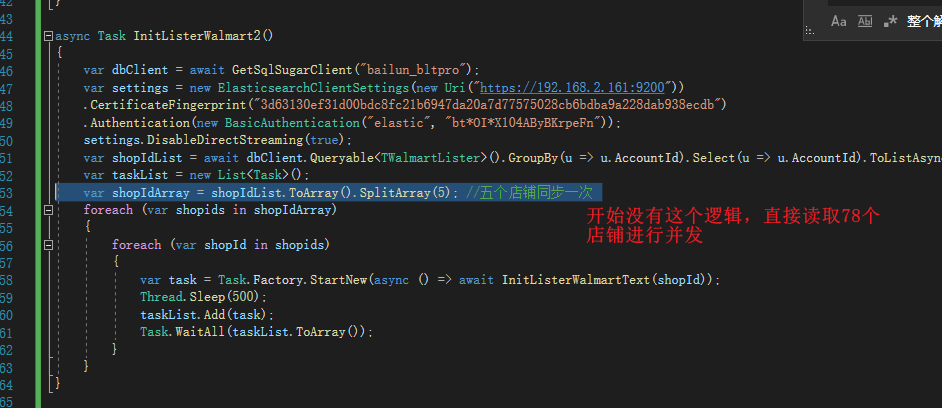 42 }
43
Aa Ab .* 整个解
44 async Task InitListerWalmart2()
45 {
46 var dbClient = await GetSqlSugarClient("bailun_bltpro");
47 var settings = new ElasticsearchClientSettings(new Uri("https://192.168.2.161:9200"))
48 .CertificateFingerprint("3d63130ef31d00bdc8fc21b6947da20a7d77575028cb6bdba9a228dab938ecdb")
49 .Authentication(new BasicAuthentication("elastic", "bt*OI*X104AByBKrpeFn"));
50 settings.DisableDirectStreaming(true);
51 var shopIdList = await dbClient.Queryable<TWalmartLister>().GroupBy(u => u.AccountId).Select(u => u.AccountId).ToListAsyn
52 var taskList = new List<Task>();
53 var shopIdArray = shopIdList.ToArray().SplitArray(5); //五个店铺同步一次
54 foreach (var shopids in shopIdArray)
开始没有这个逻辑，直接读取78个
店铺进行并发
55 {
56 foreach (var shopId in shopids)
57 {
58 var task = Task.Factory.StartNew(async () => await InitListerWalmartText(shopId));
59 Thread.Sleep(500);
60 taskList.Add(task);
61 Task.WaitAll(taskList.ToArray());
62 }
63 }
64 }
65